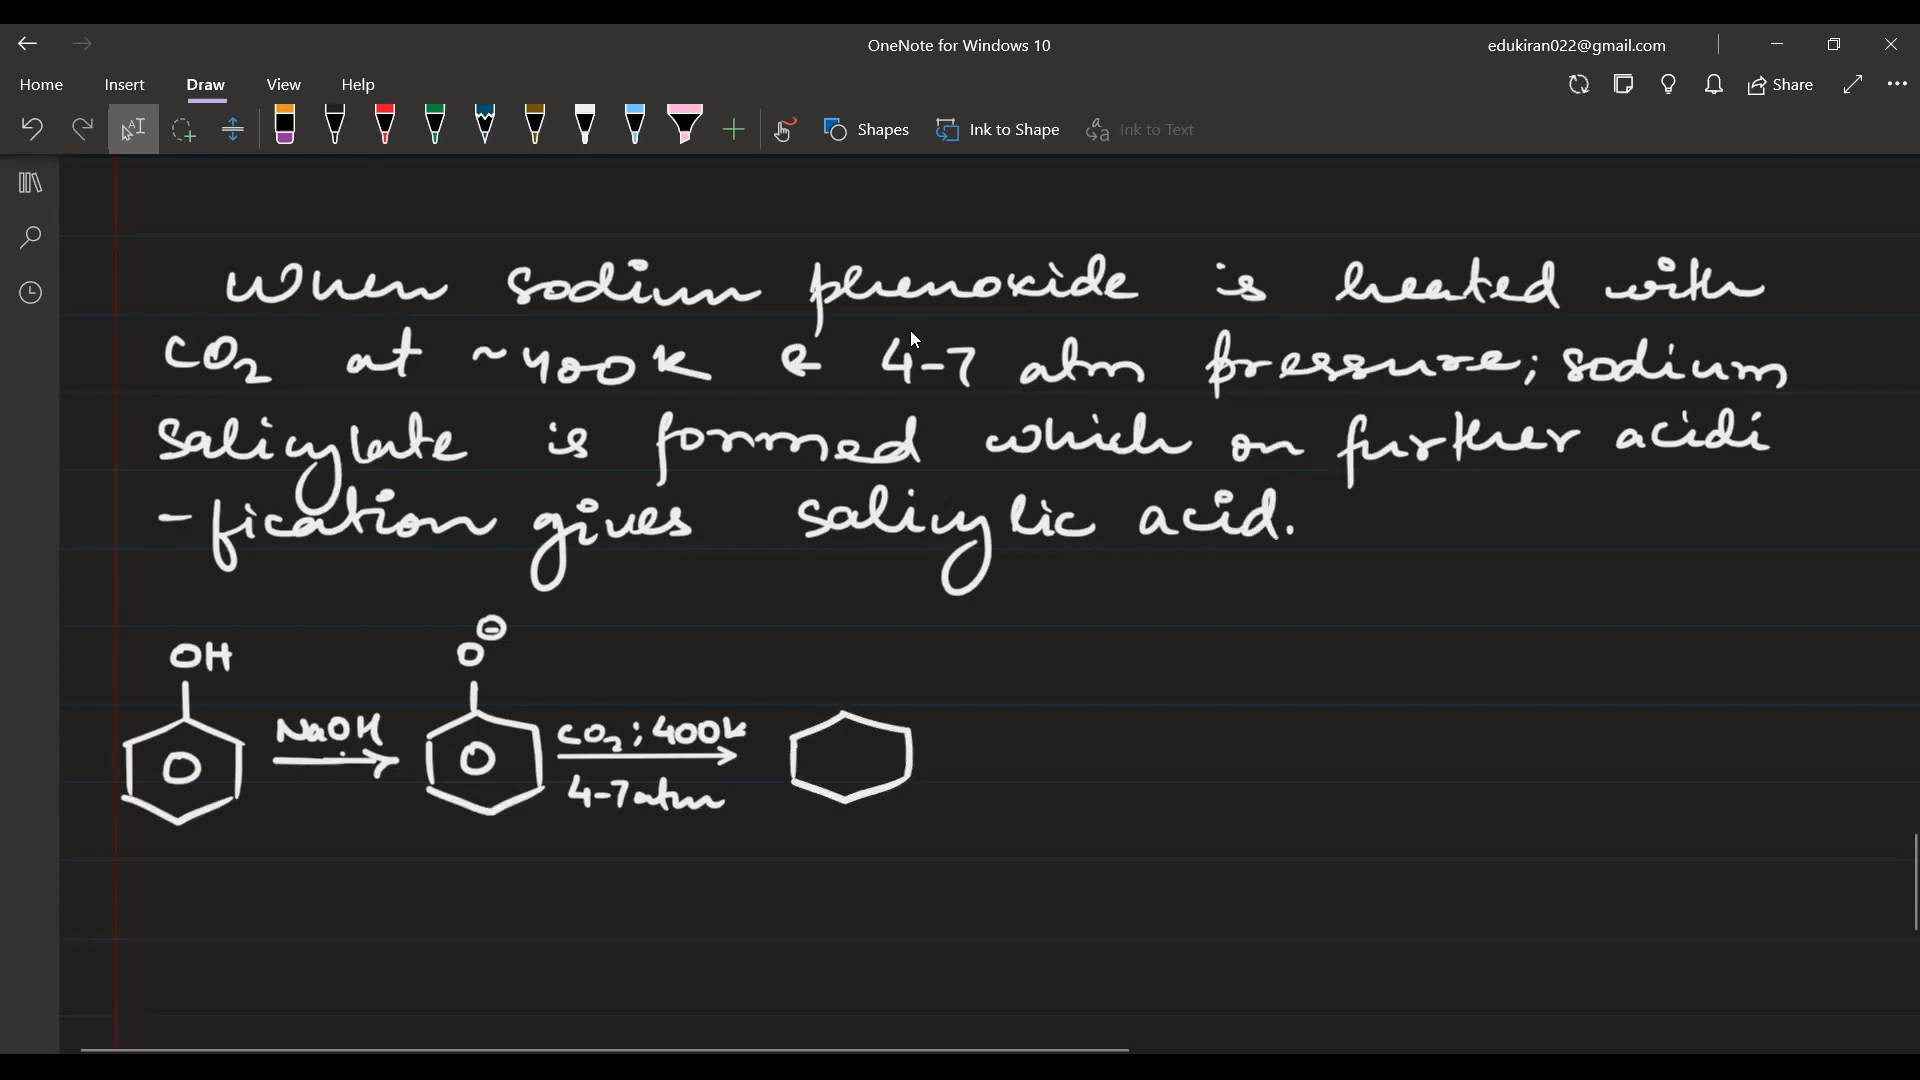 OneNote for Windows 10
edukiran022@gmail.com
Home Insert Draw View Help
Share
Shapes Ink to Shape Ink to Text
When sodium phenoxide is heated with
CO2 at ~400K & 4-7 atm pressure; sodium
salicylate is formed which on further acidi
-fication gives salicylic acid.
OH
O⊖
NaOH
CO2; 400K
4-7 atm